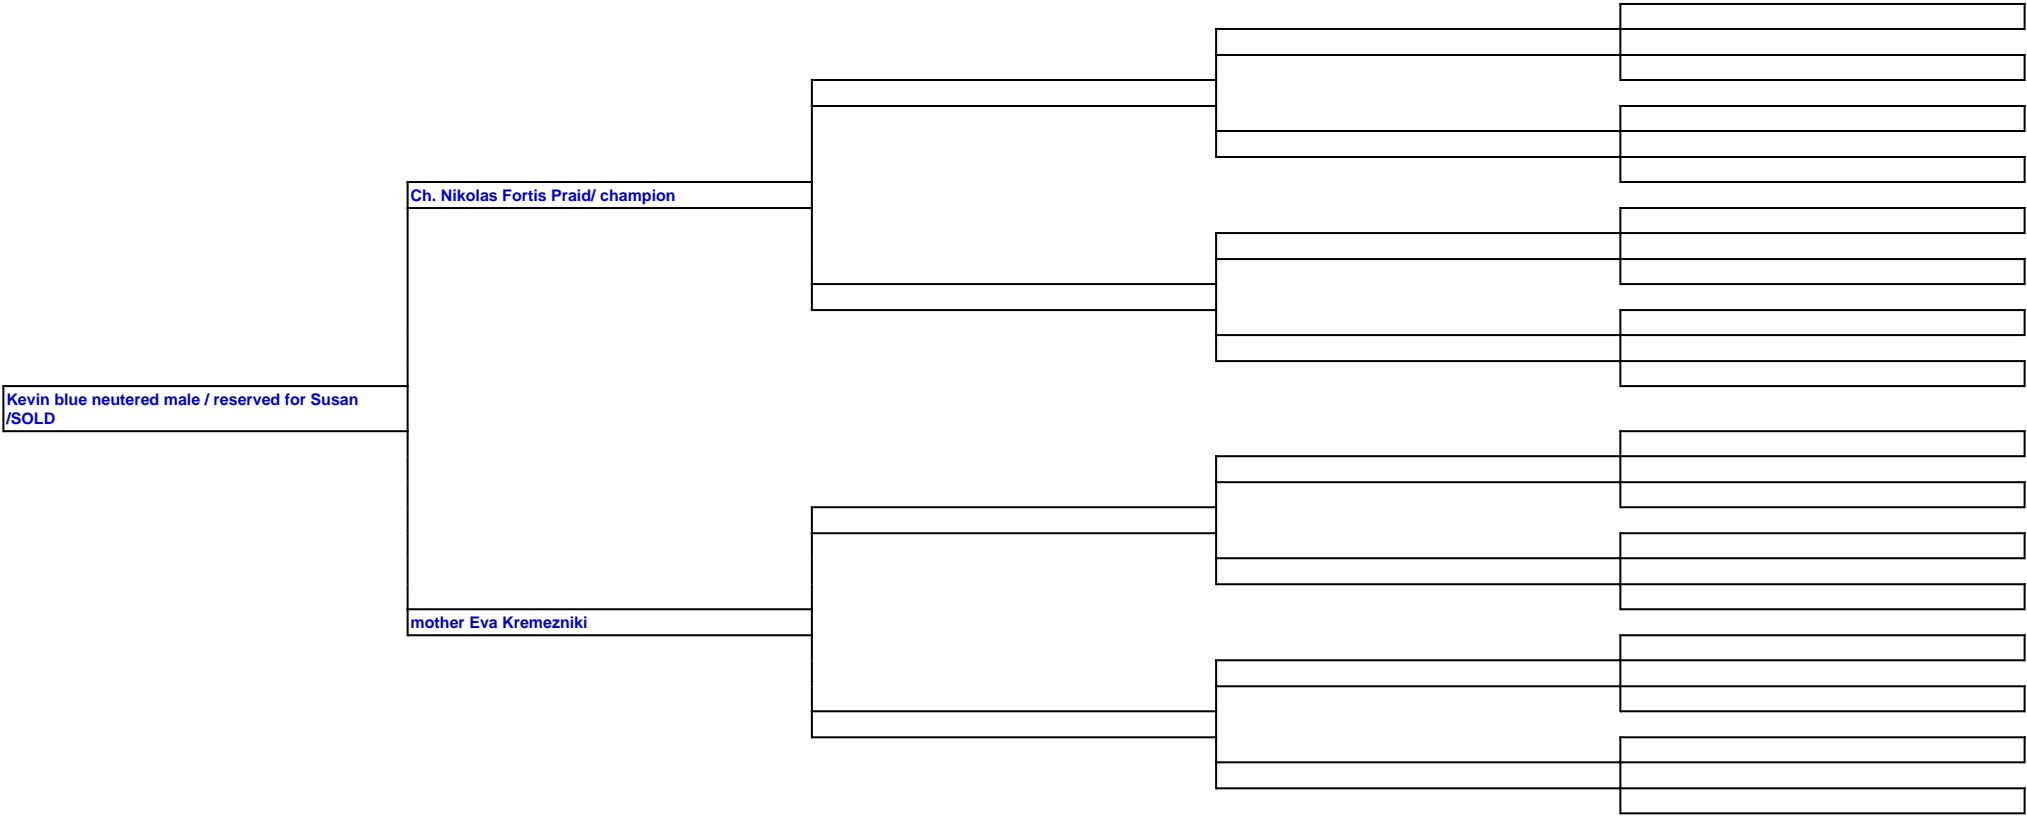 Ch. Nikolas Fortis Praid/ champion
Kevin blue neutered male / reserved for Susan
/SOLD
mother Eva Kremezniki